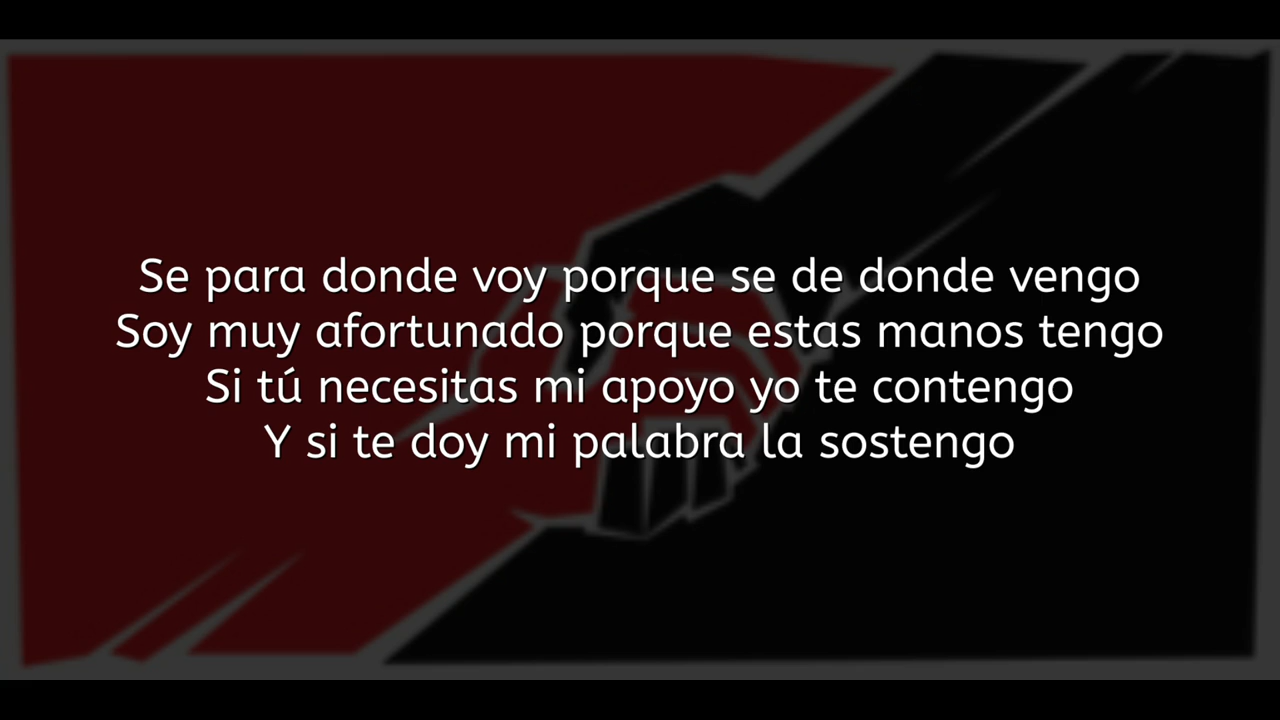 Se para donde voy porque se de donde vengo
Soy muy afortunado porque estas manos tengo
Si tú necesitas mi apoyo yo te contengo
Y si te doy mi palabra la sostengo